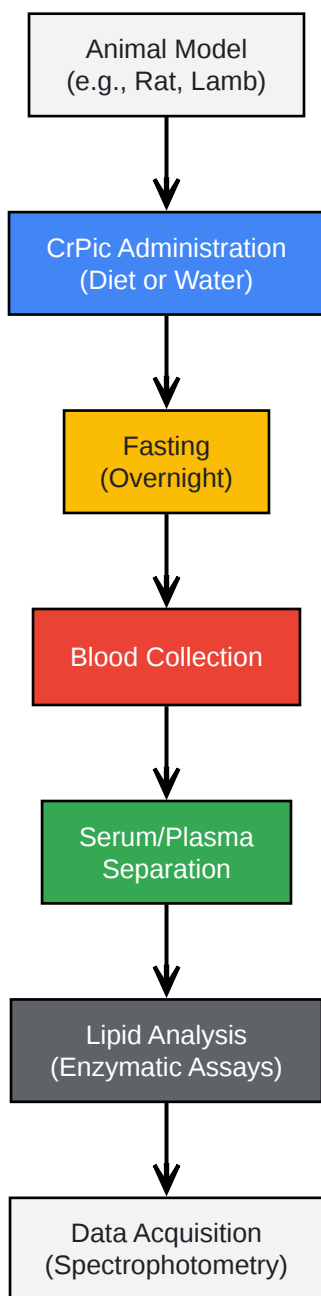 Animal Model
(e.g., Rat, Lamb)
CrPic Administration
(Diet or Water)
Fasting
(Overnight)
Blood Collection
Serum/Plasma
Separation
Lipid Analysis
(Enzymatic Assays)
Data Acquisition
(Spectrophotometry)